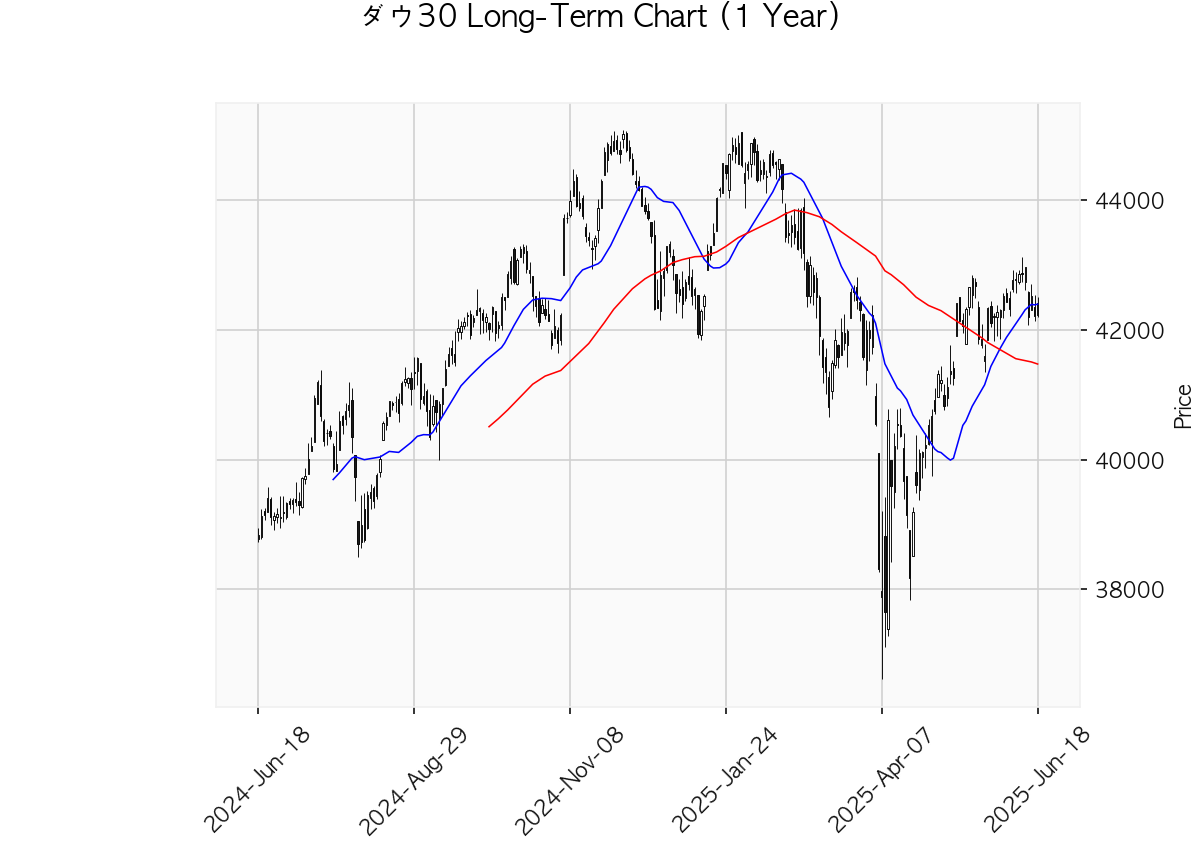 ダウ30 Long-Term Chart (1 Year)
44000
42000
40000
38000
Price
2024-Jun-18
2024-Aug-29
2024-Nov-08
2025-Jan-24
2025-Apr-07
2025-Jun-18